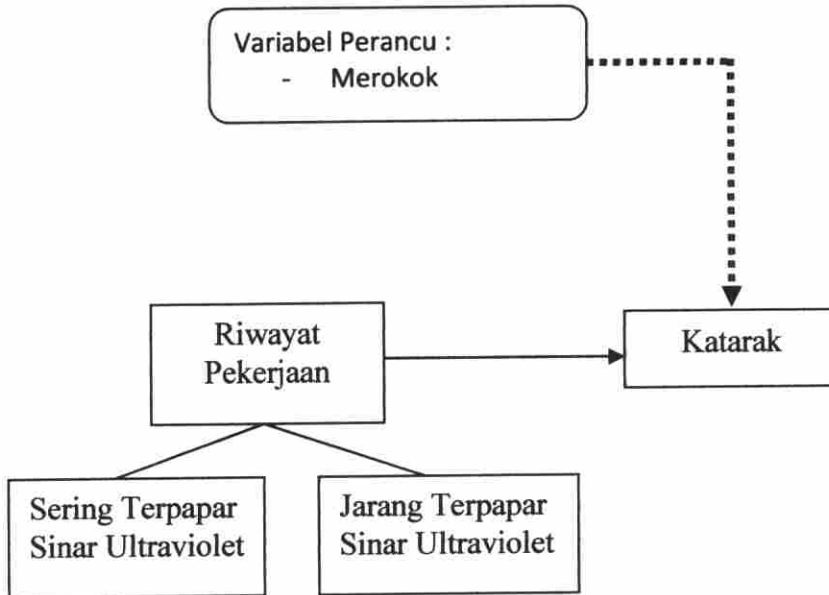 Variabel Perancu :
- Merokok
Riwayat
Pekerjaan
Katarak
Sering Terpapar
Sinar Ultraviolet
Jarang Terpapar
Sinar Ultraviolet